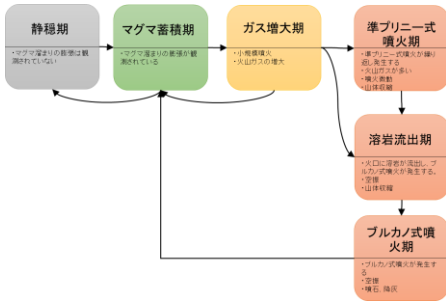 静穏期
・マグマ溜まりの膨張は観
測されていない
マグマ蓄積期
・マグマ溜まりの膨張が観
測されている
ガス増大期
・小規模噴火
・火山ガスの増大
準プリニー式
噴火期
・準プリニー式噴火が繰り
返し発生する
・火山ガスが多い
・噴火微動
・山体収縮
溶岩流出期
・火口に溶岩が流出し、ブル
カノ式噴火が発生する。
・空振
・山体収縮
ブルカノ式噴
火期
・ブルカノ式噴火が発生す
る
・空振
・噴石、降灰